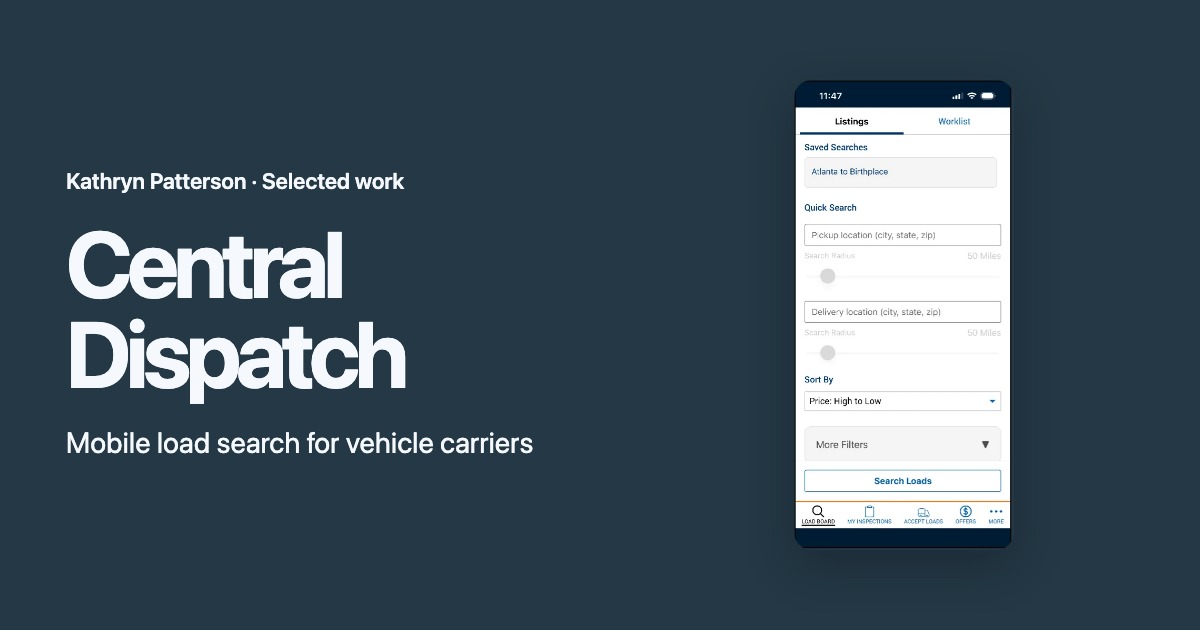 Kathryn Patterson · Selected work
Central
Dispatch
Mobile load search for vehicle carriers
11:47
Listings Worklist
Saved Searches
Atlanta to Birthplace
Quick Search
Pickup location (city, state, zip)
Search Radius 50 Miles
Delivery location (city, state, zip)
Search Radius 50 Miles
Sort By
Price: High to Low
More Filters
Search Loads
LOAD BOARD MY INSPECTIONS ACCEPT LOADS OFFERS MORE